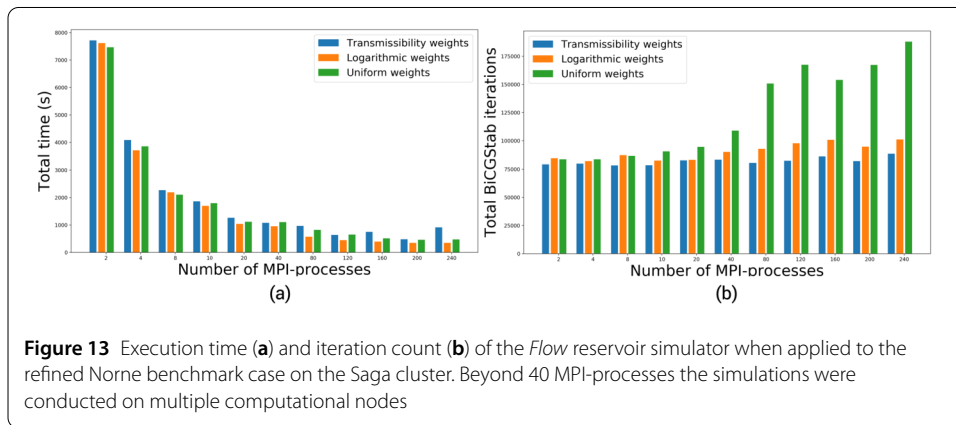 Total time (s)
8000
7000
6000
5000
4000
3000
2000
1000
0
Transmissibility weights
Logarithmic weights
Uniform weights
2 4 8 10 20 40 80 120 160 200 240
Number of MPI-processes
(a)
Total BiCGStab iterations
175000
150000
125000
100000
75000
50000
25000
0
Transmissibility weights
Logarithmic weights
Uniform weights
2 4 8 10 20 40 80 120 160 200 240
Number of MPI-processes
(b)
Figure 13 Execution time (a) and iteration count (b) of the Flow reservoir simulator when applied to the
refined Norne benchmark case on the Saga cluster. Beyond 40 MPI-processes the simulations were
conducted on multiple computational nodes